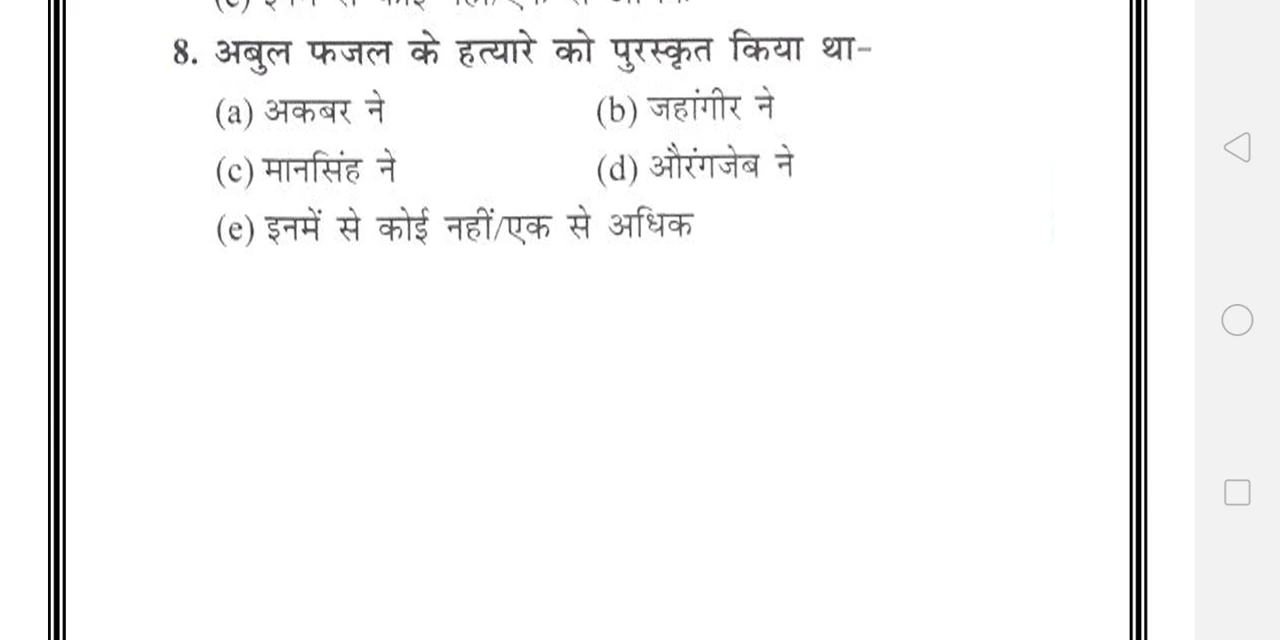 8. अबुल फजल के हत्यारे को पुरस्कृत किया था-
(a) अकबर ने (b) जहांगीर ने
(c) मानसिंह ने (d) औरंगजेब ने
(e) इनमें से कोई नहीं/एक से अधिक